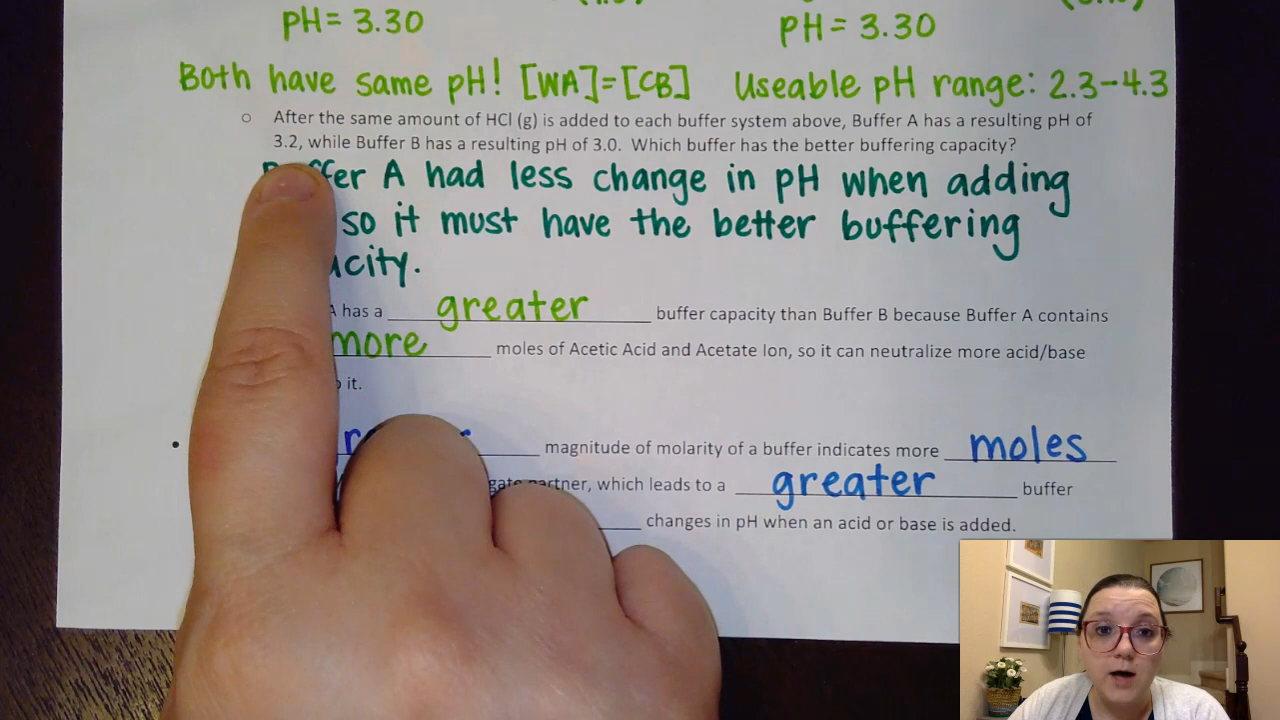 PH= 3.30 PH= 3.30
Both have same pH! [WA]=[CB] Useable pH range: 2.3-4.3
After the same amount of HCl (g) is added to each buffer system above, Buffer A has a resulting pH of
3.2, while Buffer B has a resulting pH of 3.0. Which buffer has the better buffering capacity?
A had less change in pH when adding
so it must have the better buffering
A has a greater buffer capacity than Buffer B because Buffer A contains
more moles of Acetic Acid and Acetate Ion, so it can neutralize more acid/base
it.
magnitude of molarity of a buffer indicates more moles
partner, which leads to a greater buffer
changes in pH when an acid or base is added.